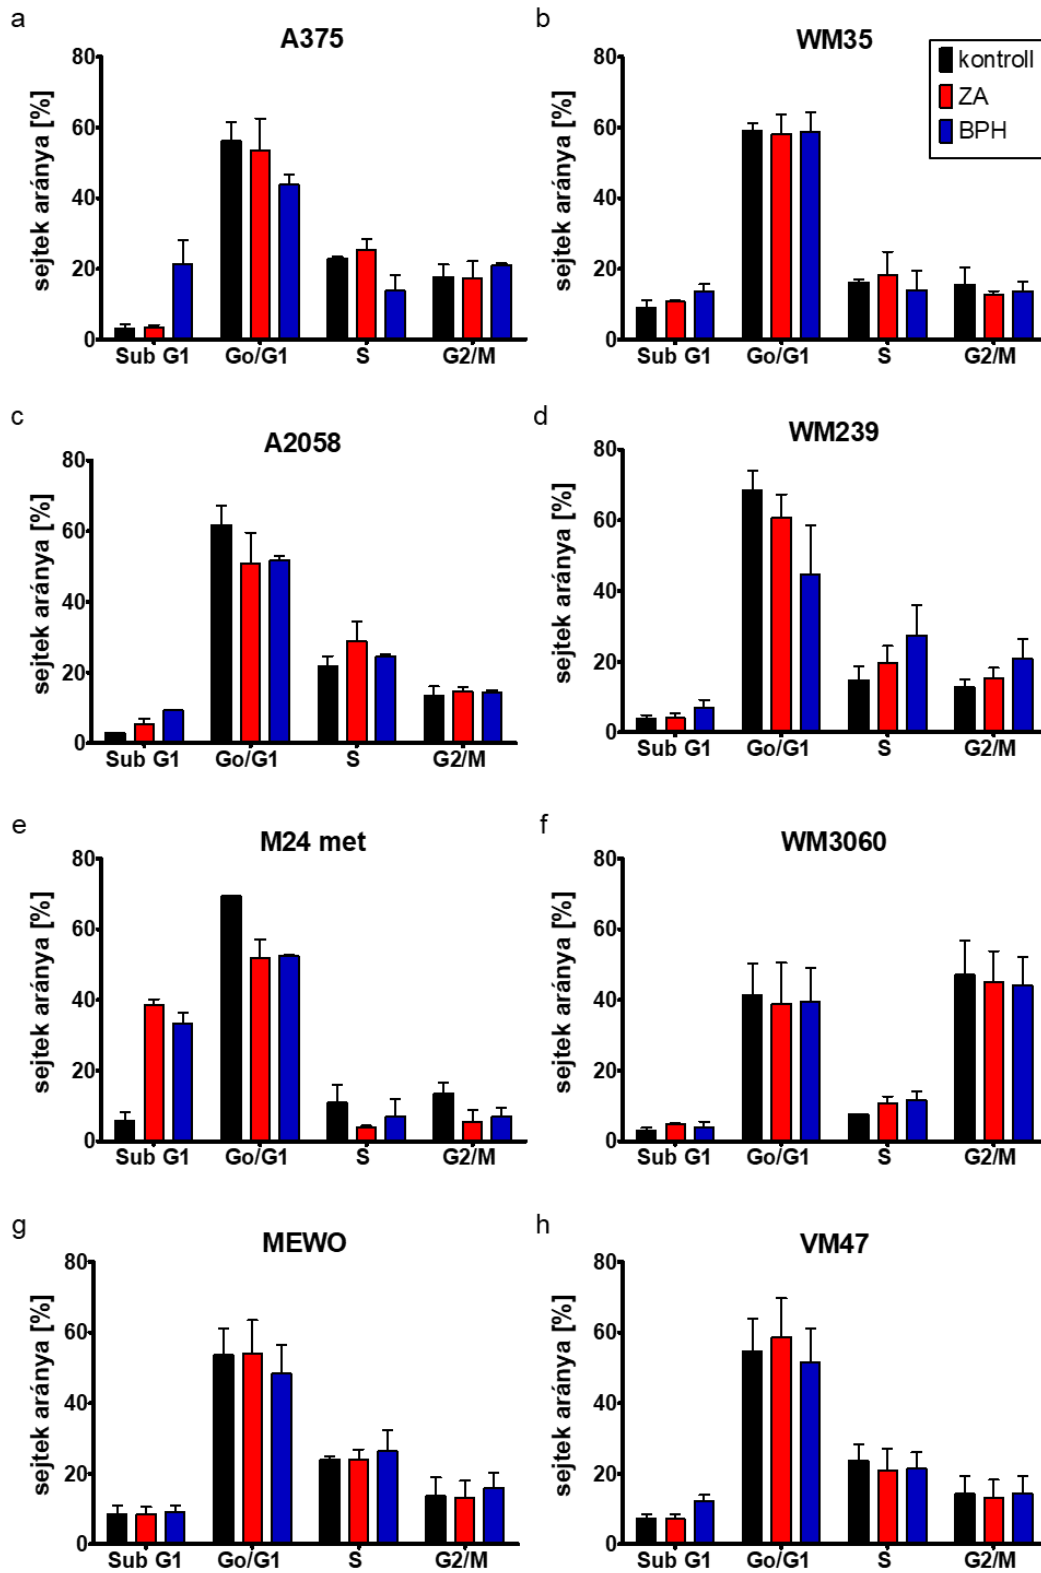 a
A375
80
60
40
20
0
sejtek aránya [%]
Sub G1 Go/G1 S G2/M
b
WM35
kontroll
ZA
BPH
80
60
40
20
0
sejtek aránya [%]
Sub G1 Go/G1 S G2/M
c
A2058
80
60
40
20
0
sejtek aránya [%]
Sub G1 Go/G1 S G2/M
d
WM239
80
60
40
20
0
sejtek aránya [%]
Sub G1 Go/G1 S G2/M
e
M24 met
80
60
40
20
0
sejtek aránya [%]
Sub G1 Go/G1 S G2/M
f
WM3060
80
60
40
20
0
sejtek aránya [%]
Sub G1 Go/G1 S G2/M
g
MEWO
80
60
40
20
0
sejtek aránya [%]
Sub G1 Go/G1 S G2/M
h
VM47
80
60
40
20
0
sejtek aránya [%]
Sub G1 Go/G1 S G2/M